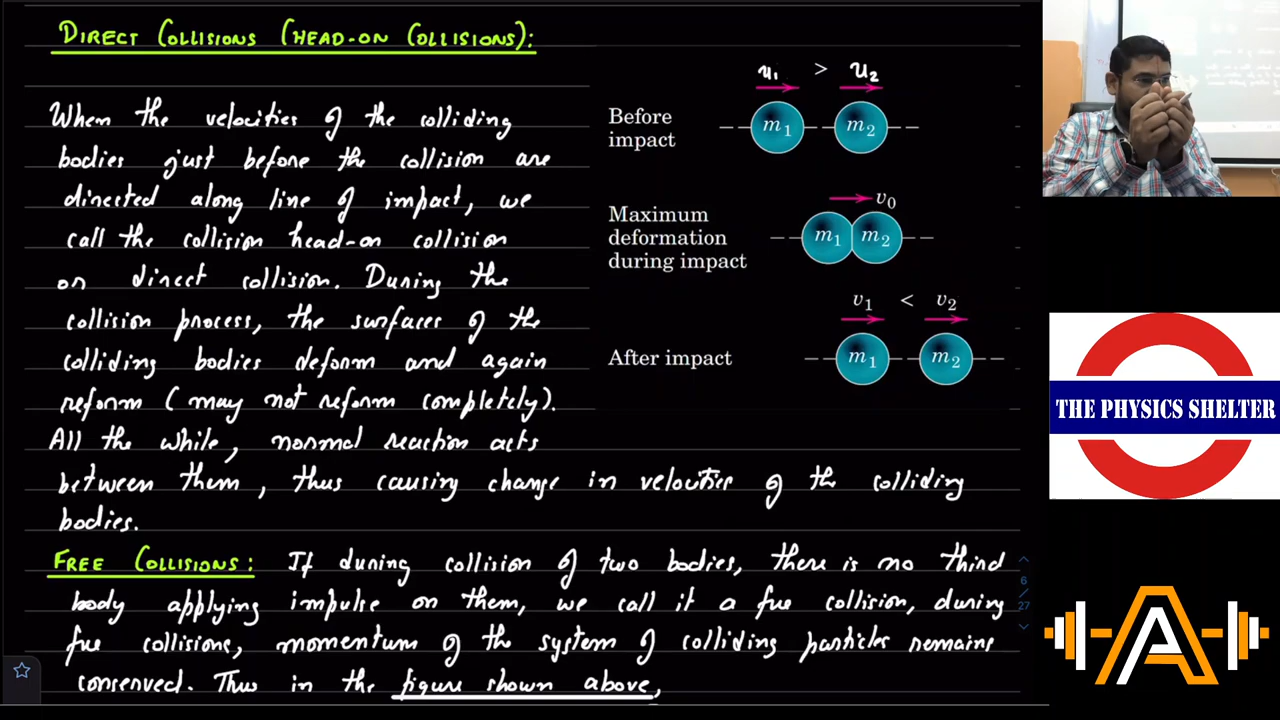 DIRECT COLLISIONS (HEAD-ON COLLISIONS):
When the velocities of the colliding
bodies just before the collision are
directed along line of impact, we
call the collision head-on collision
or direct collision. During the
collision process, the surfaces of the
colliding bodies deform and again
reform (may not reform completely).
All the while, normal reaction acts
between them, thus causing change in velocities of the colliding
bodies.
u₁ > u₂
Before
impact
m₁ m₂
v₀
Maximum
deformation
during impact
m₁ m₂
v₁ < v₂
After impact
m₁ m₂
FREE COLLISIONS: If during collision of two bodies, there is no third
body applying impulse on them, we call it a free collision, during
free collisions, momentum of the system of colliding particles remains
conserved. Thus in the figure shown above,
6
/
27
THE PHYSICS SHELTER
A